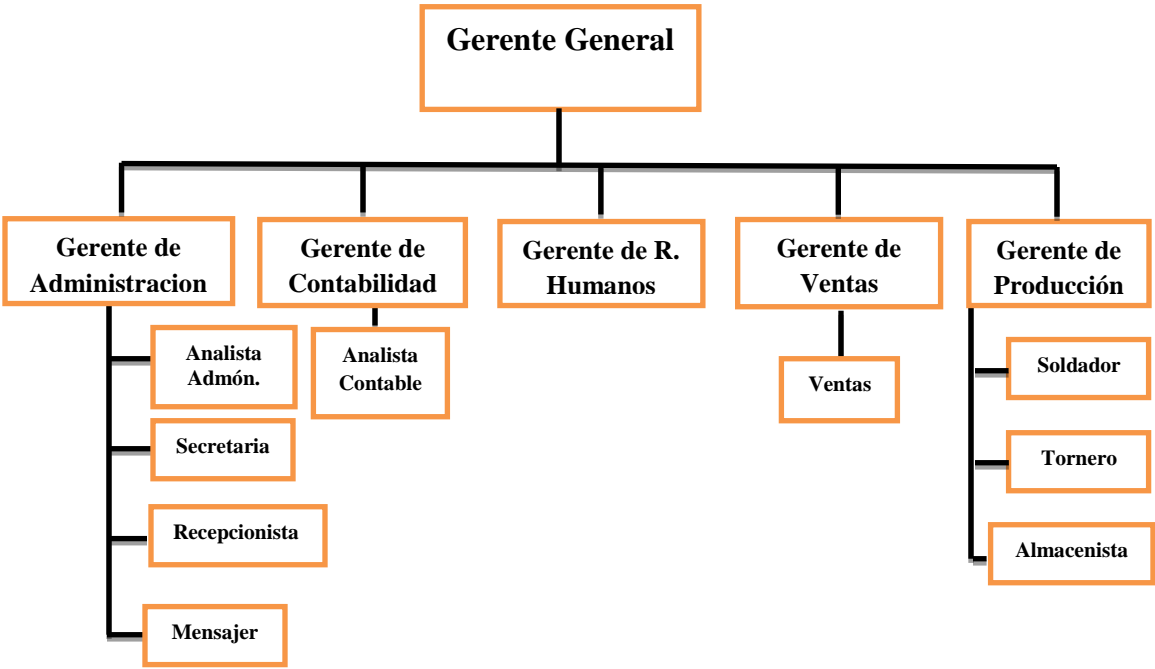 Gerente General
Gerente de
Administracion
Gerente de
Contabilidad
Gerente de R.
Humanos
Gerente de
Ventas
Gerente de
Producción
Analista
Admón.
Secretaria
Recepcionista
Mensajer
Analista
Contable
Ventas
Soldador
Tornero
Almacenista